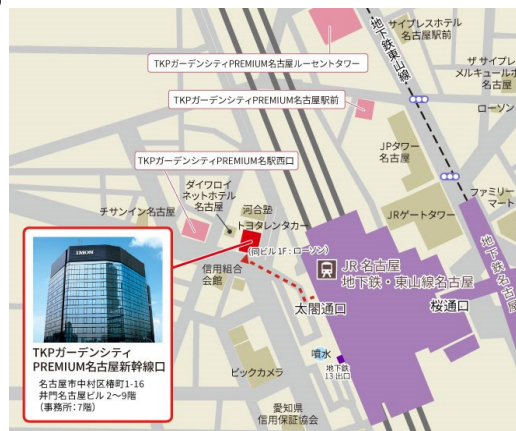 サイプレスホテル
名古屋駅前
地下鉄東山線
ザ サイプレ
メルキュールホ
名古屋
TKPガーデンシティPREMIUM名古屋ルーセントタワー
TKPガーデンシティPREMIUM名古屋駅前
ローソン
JPタワー
名古屋
TKPガーデンシティPREMIUM名駅西口
ダイワロイ
ネットホテル
名古屋
河合塾
チサンイン名古屋
トヨタレンタカー
ファミリー
マート
JRゲートタワー
(同ビル1F:ローソン)
地下鉄名古屋
IMON
信用組合
会館
JR 名古屋
地下鉄・東山線名古屋
太閤通口
桜通口
TKPガーデンシティ
PREMIUM名古屋新幹線口
名古屋市中村区椿町1-16
井門名古屋ビル 2〜9階
(事務所:7階)
噴水
地下鉄
13出口
ビックカメラ
愛知県
信用保証協会